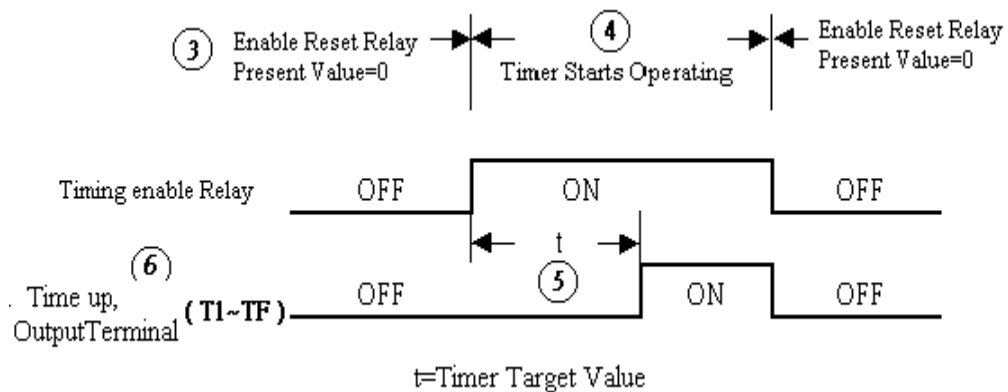 ③ Enable Reset Relay
Present Value=0
④
Timer Starts Operating
Enable Reset Relay
Present Value=0
Timing enable Relay OFF ON OFF
t
⑤
⑥
. Time up,
OutputTerminal ( T1~TF ) OFF ON OFF
t=Timer Target Value